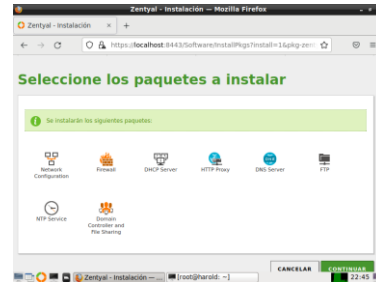 Zentyal - Instalación — Mozilla Firefox
Zentyal - Instalación × +
https://localhost:8443/Software/InstallPkgs?install=1&pkg-zen
Seleccione los paquetes a instalar
Se instalarán los siguientes paquetes:
Network Configuration
Firewall
DHCP Server
HTTP Proxy
DNS Server
FTP
NTP Service
Domain Controller and File Sharing
CANCELAR
CONTINUAR
Zentyal - Instalación — ...
[root@harold: ~]
22:45